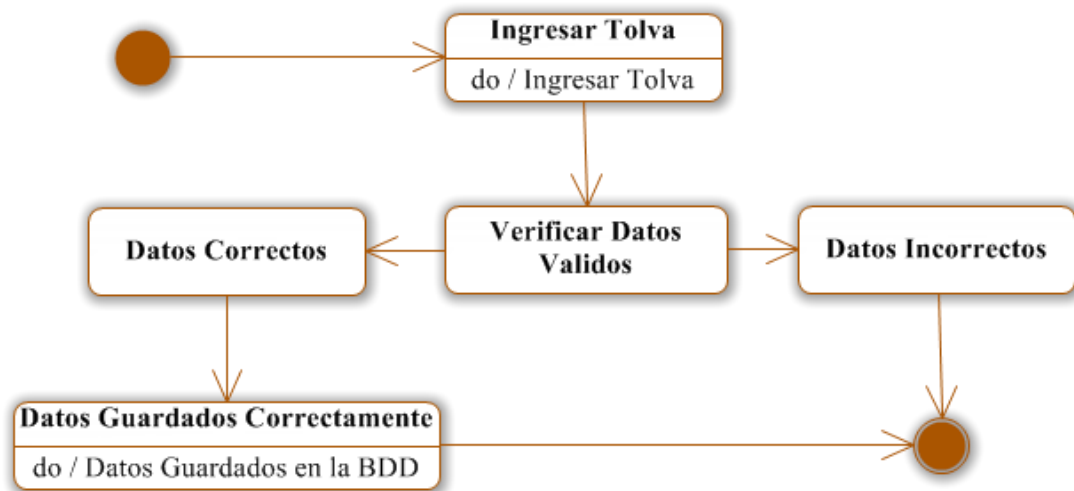 Ingresar Tolva
do / Ingresar Tolva
Datos Correctos
Verificar Datos
Validos
Datos Incorrectos
Datos Guardados Correctamente
do / Datos Guardados en la BDD